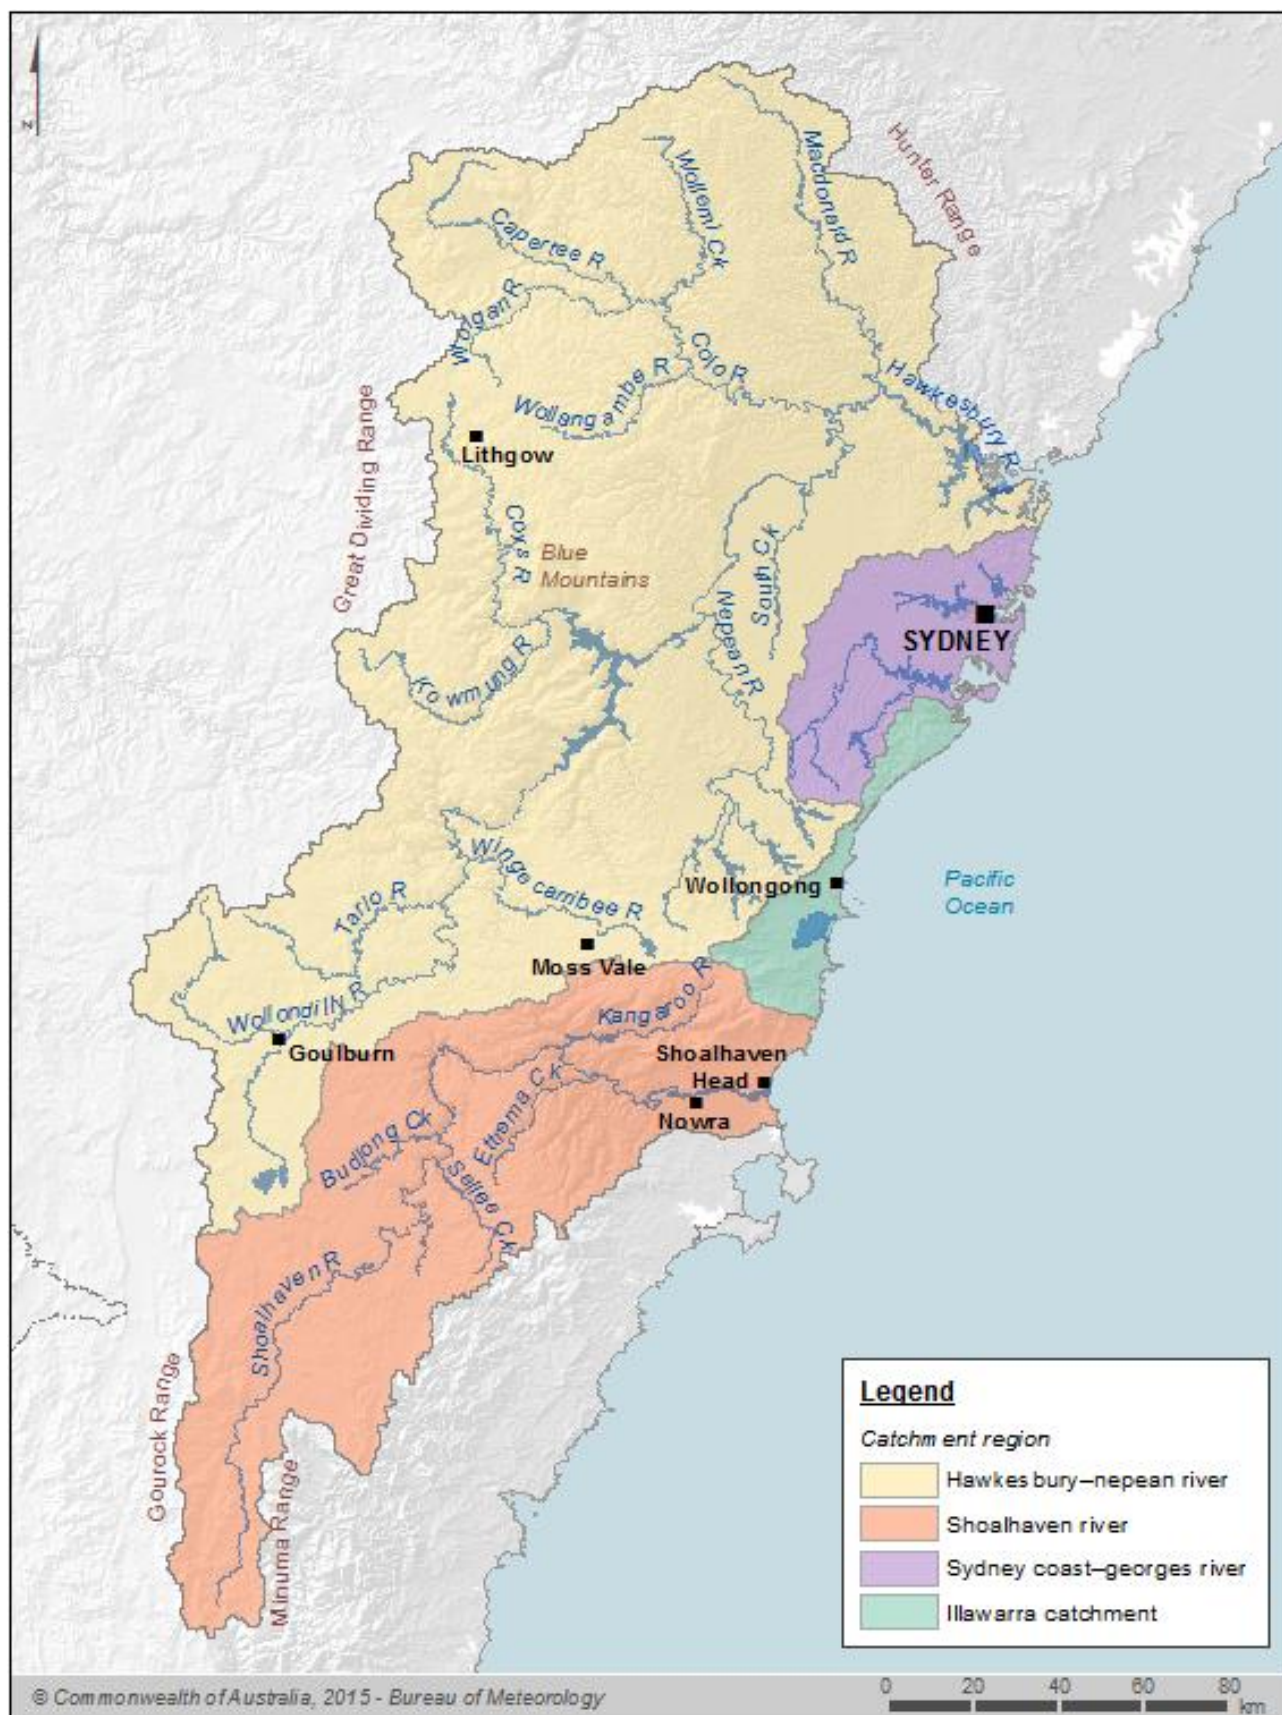 N
Hunter Range
Macdonald R
Wollemi Ck
Capertee R
Wolgan R
Colo R
Wollangambe R
Hawkesbury R
Great Dividing Range
Lithgow
Coxs R
Blue
Mountains
South Ck
Nepean R
SYDNEY
Kowmung R
Wingecarribee R
Wollongong
Pacific
Ocean
Tarlo R
Moss Vale
Wollondilly R
Goulburn
Kangaroo R
Shoalhaven
Head
Nowra
Ettrema Ck
Budjong Ck
Shoalhaven R
Gourock Range
Minuma Range
Legend
Catchment region
Hawkesbury–nepean river
Shoalhaven river
Sydney coast–georges river
Illawarra catchment
© Commonwealth of Australia, 2015 - Bureau of Meteorology
0 20 40 60 80
km